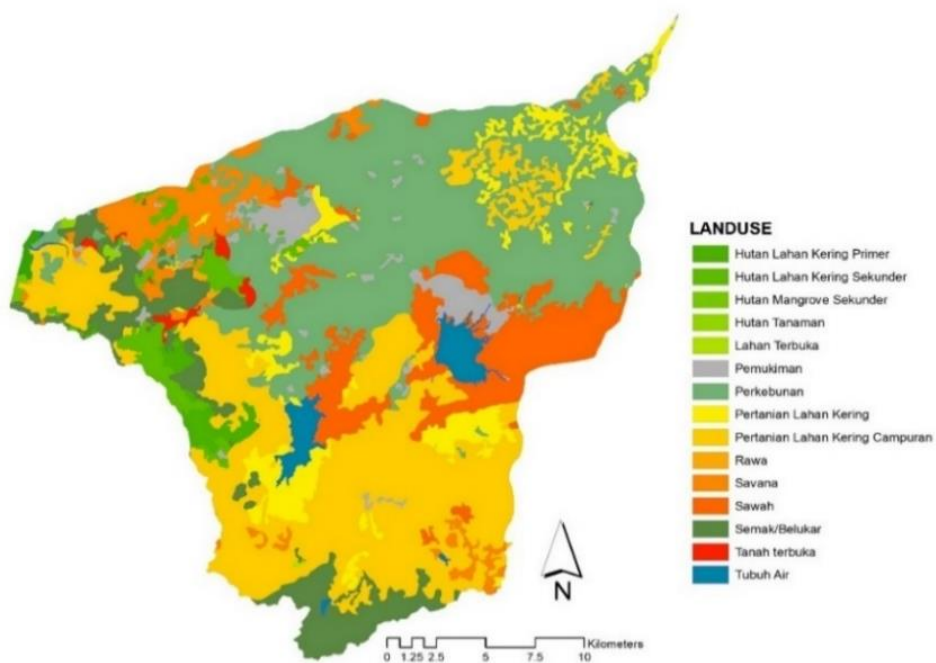 LANDUSE
Hutan Lahan Kering Primer
Hutan Lahan Kering Sekunder
Hutan Mangrove Sekunder
Hutan Tanaman
Lahan Terbuka
Pemukiman
Perkebunan
Pertanian Lahan Kering
Pertanian Lahan Kering Campuran
Rawa
Savana
Sawah
Semak/Belukar
Tanah terbuka
Tubuh Air
N
Kilometers
0 1.25 2.5 5 7.5 10